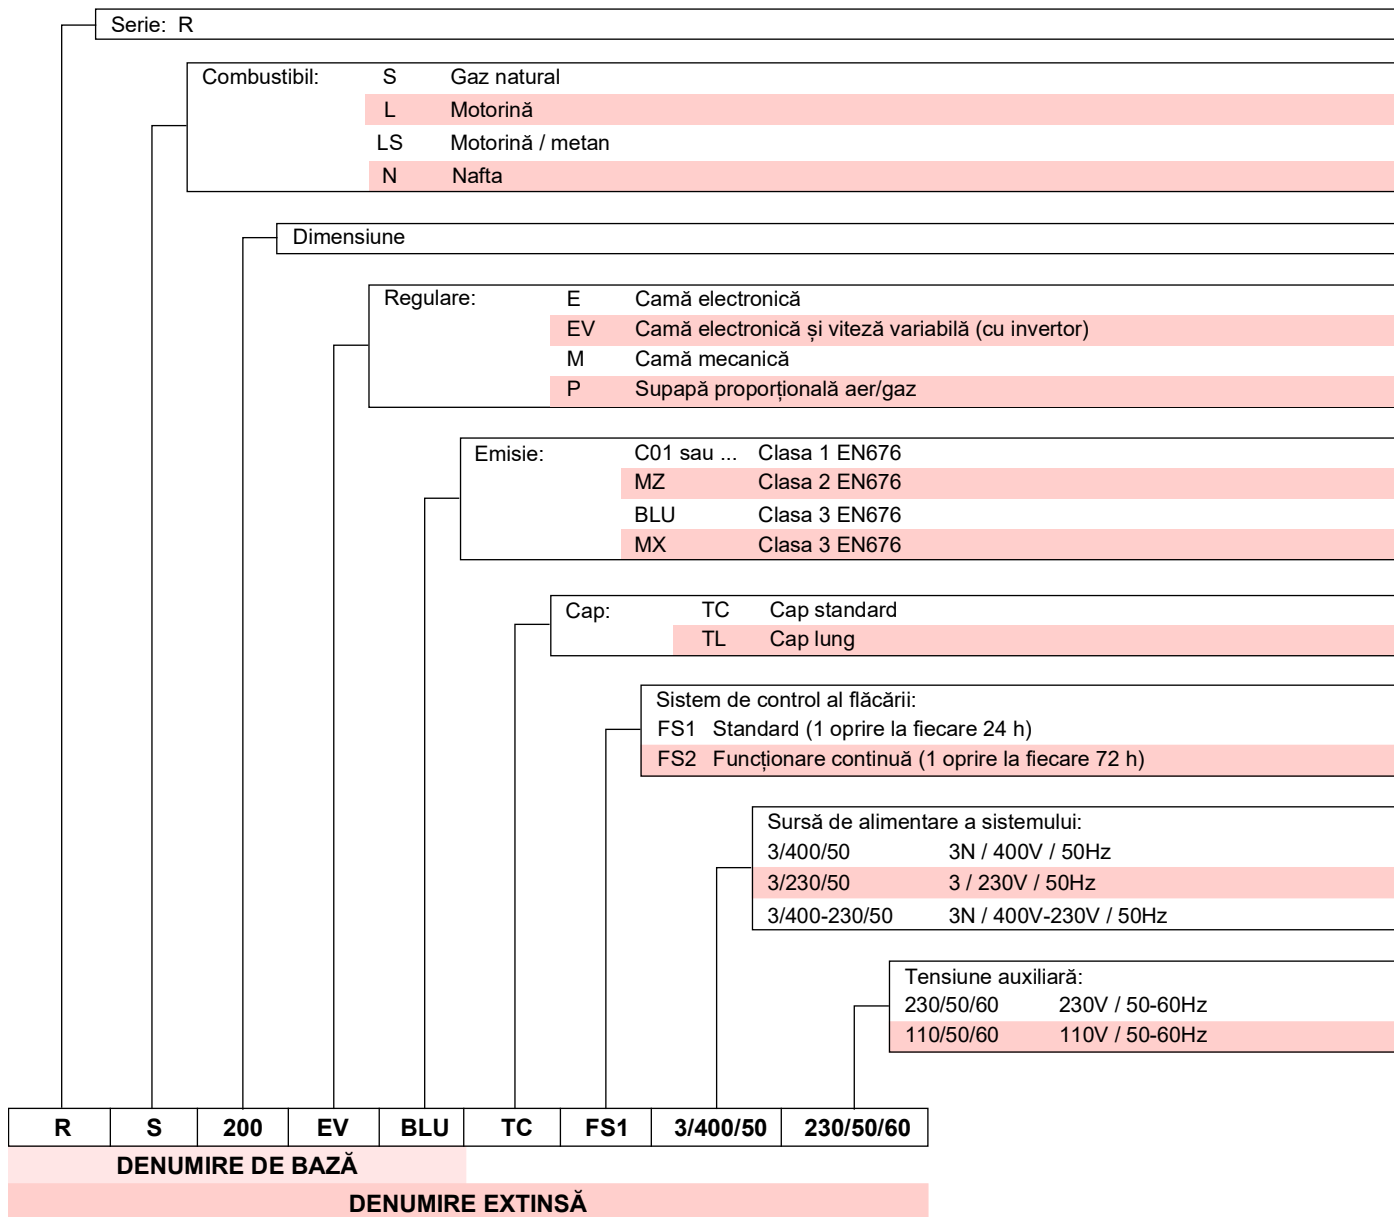 Serie: R
Combustibil: S Gaz natural
L Motorină
LS Motorină / metan
N Nafta
Dimensiune
Regulare: E Camă electronică
EV Camă electronică și viteză variabilă (cu invertor)
M Camă mecanică
P Supapă proporțională aer/gaz
Emisie: C01 sau ... Clasa 1 EN676
MZ Clasa 2 EN676
BLU Clasa 3 EN676
MX Clasa 3 EN676
Cap: TC Cap standard
TL Cap lung
Sistem de control al flăcării:
FS1 Standard (1 oprire la fiecare 24 h)
FS2 Funcționare continuă (1 oprire la fiecare 72 h)
Sursă de alimentare a sistemului:
3/400/50 3N / 400V / 50Hz
3/230/50 3 / 230V / 50Hz
3/400-230/50 3N / 400V-230V / 50Hz
Tensiune auxiliară:
230/50/60 230V / 50-60Hz
110/50/60 110V / 50-60Hz
R S 200 EV BLU TC FS1 3/400/50 230/50/60
DENUMIRE DE BAZĂ
DENUMIRE EXTINSĂ